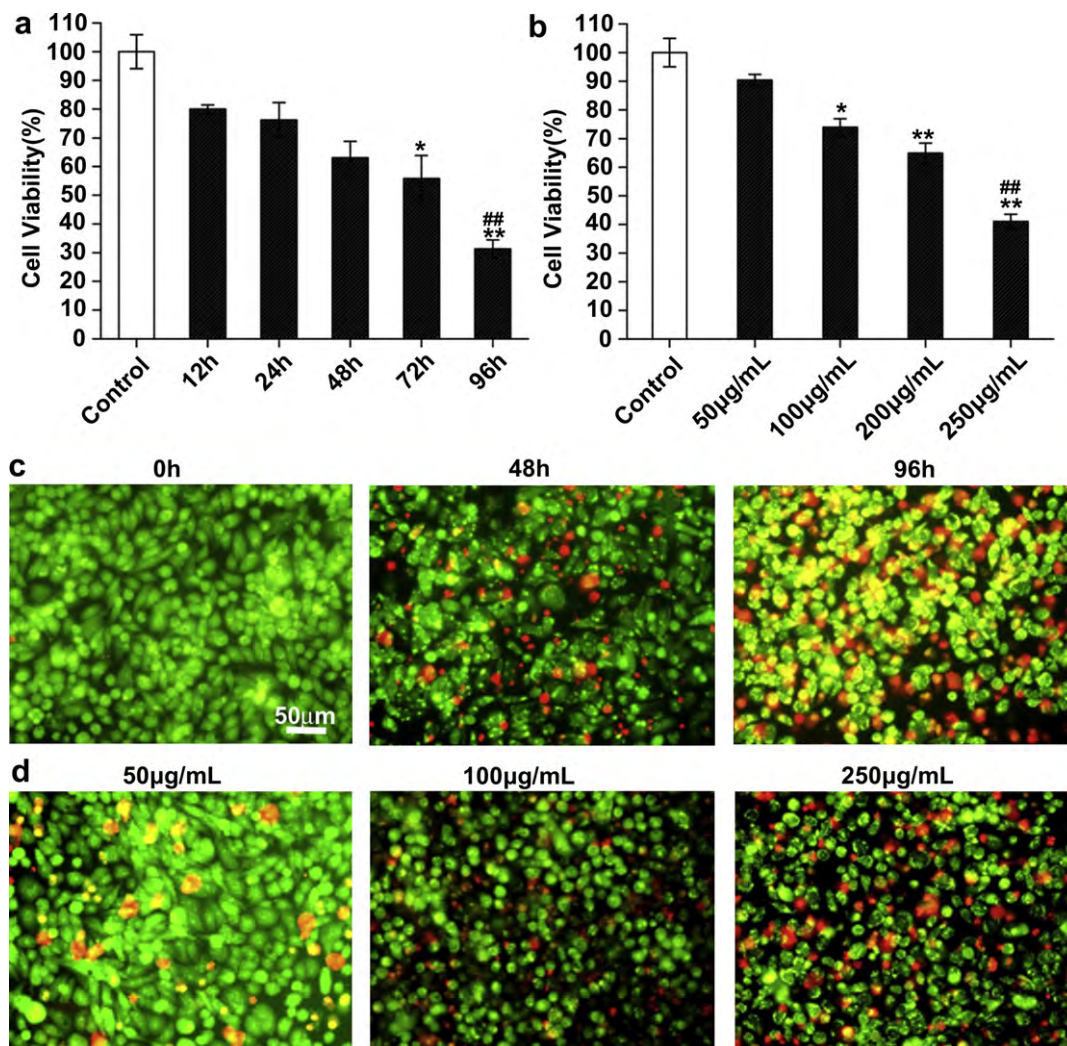 a
110
100
90
80
70
60
50
40
30
20
10
0
Cell Viability(%)
*
##
**
Control
12h
24h
48h
72h
96h
b
110
100
90
80
70
60
50
40
30
20
10
0
Cell Viability(%)
*
**
##
**
Control
50µg/mL
100µg/mL
200µg/mL
250µg/mL
c
0h
48h
96h
50µm
d
50µg/mL
100µg/mL
250µg/mL